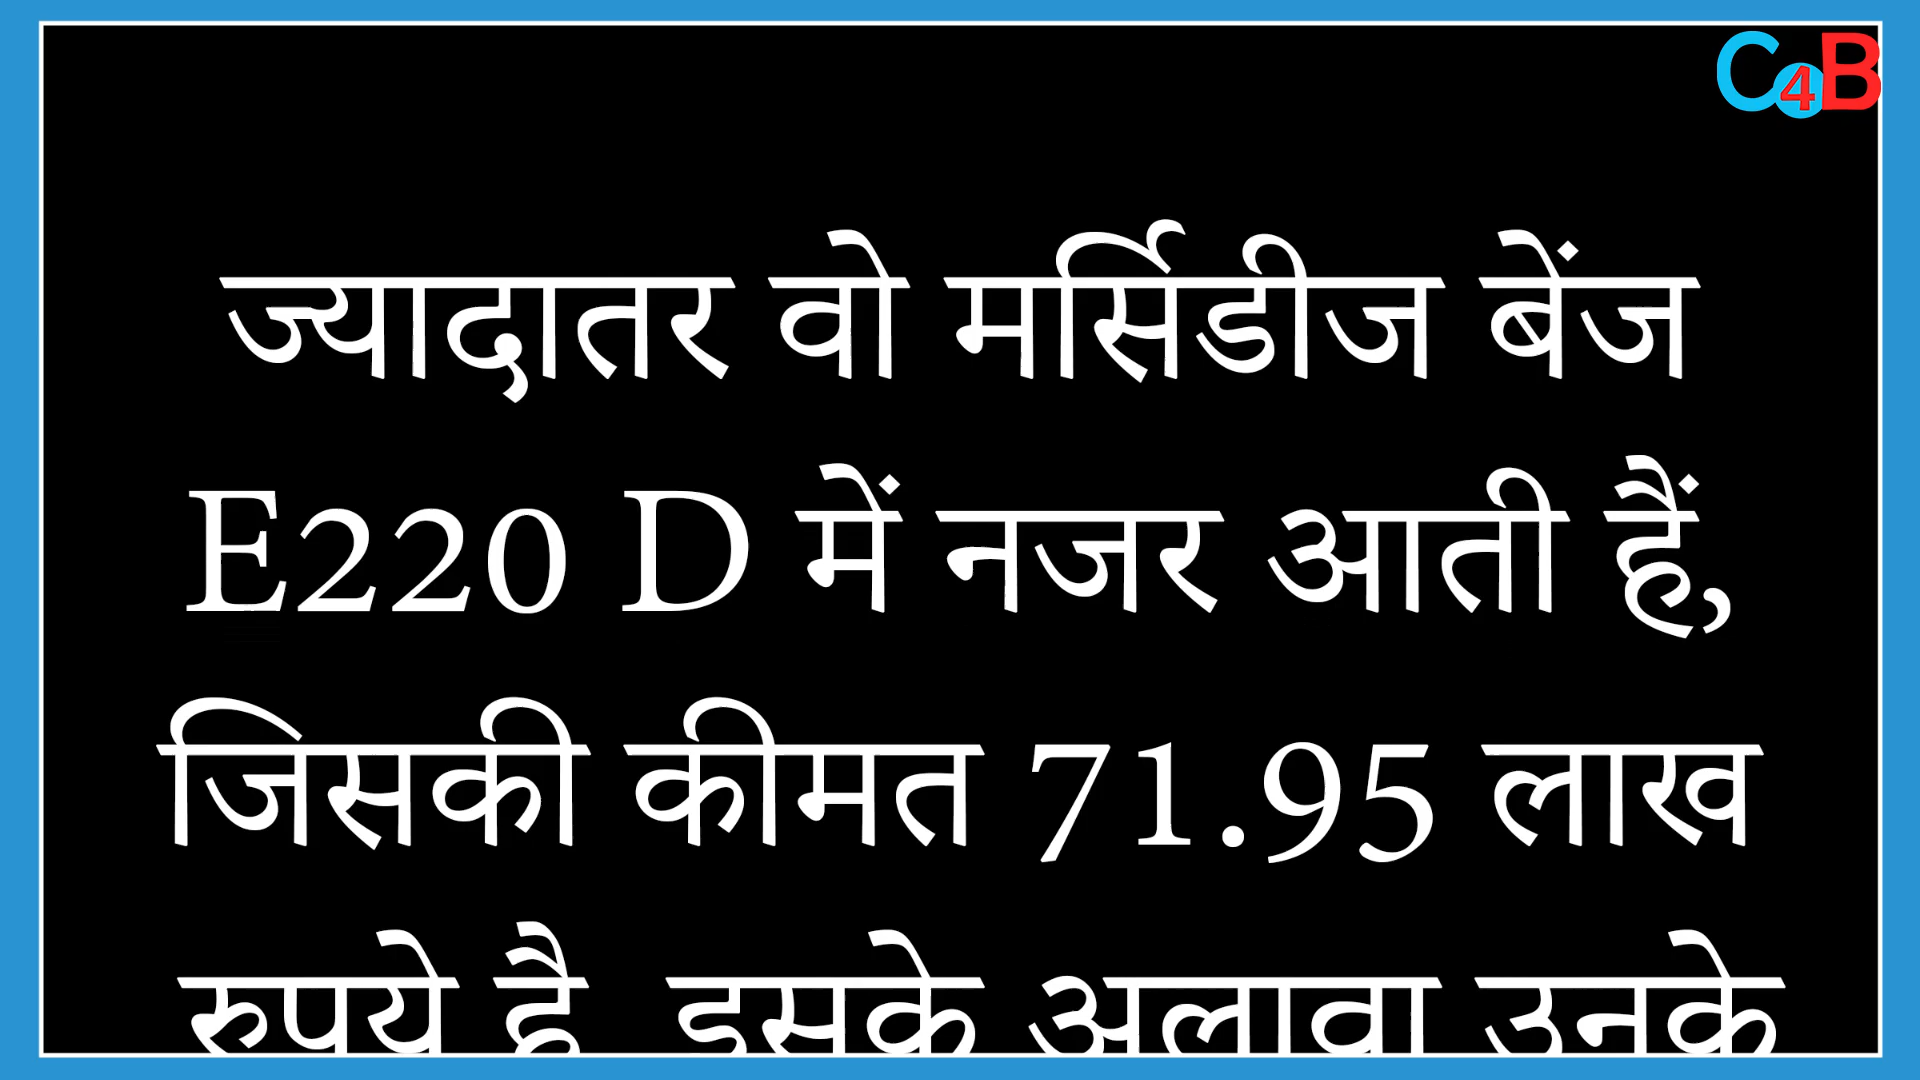 C4B
ज्यादातर वो मर्सिडीज बेंज
E220 D में नजर आती हैं,
जिसकी कीमत 71.95 लाख
रुपये है इसके अलावा उनके